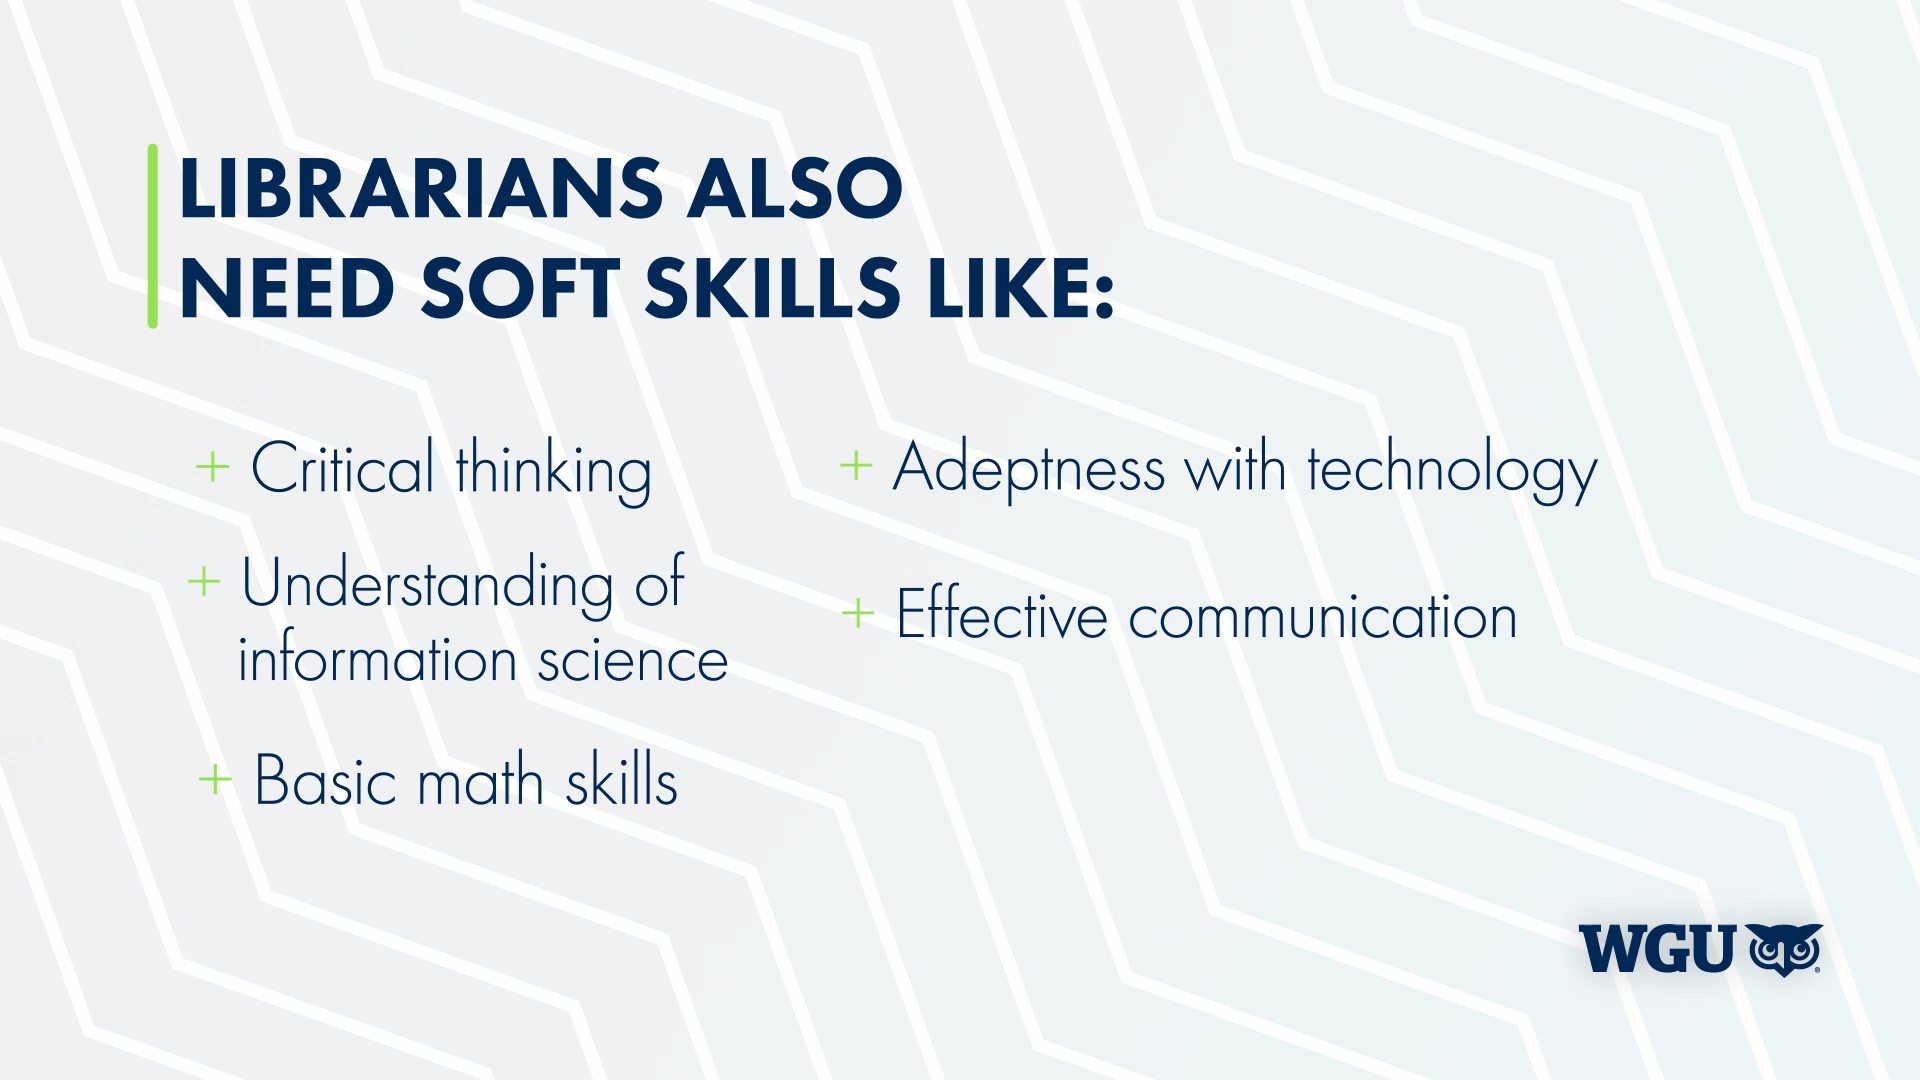 LIBRARIANS ALSO
NEED SOFT SKILLS LIKE:
+ Critical thinking
+ Understanding of
information science
+ Basic math skills
+ Adeptness with technology
+ Effective communication
WGU